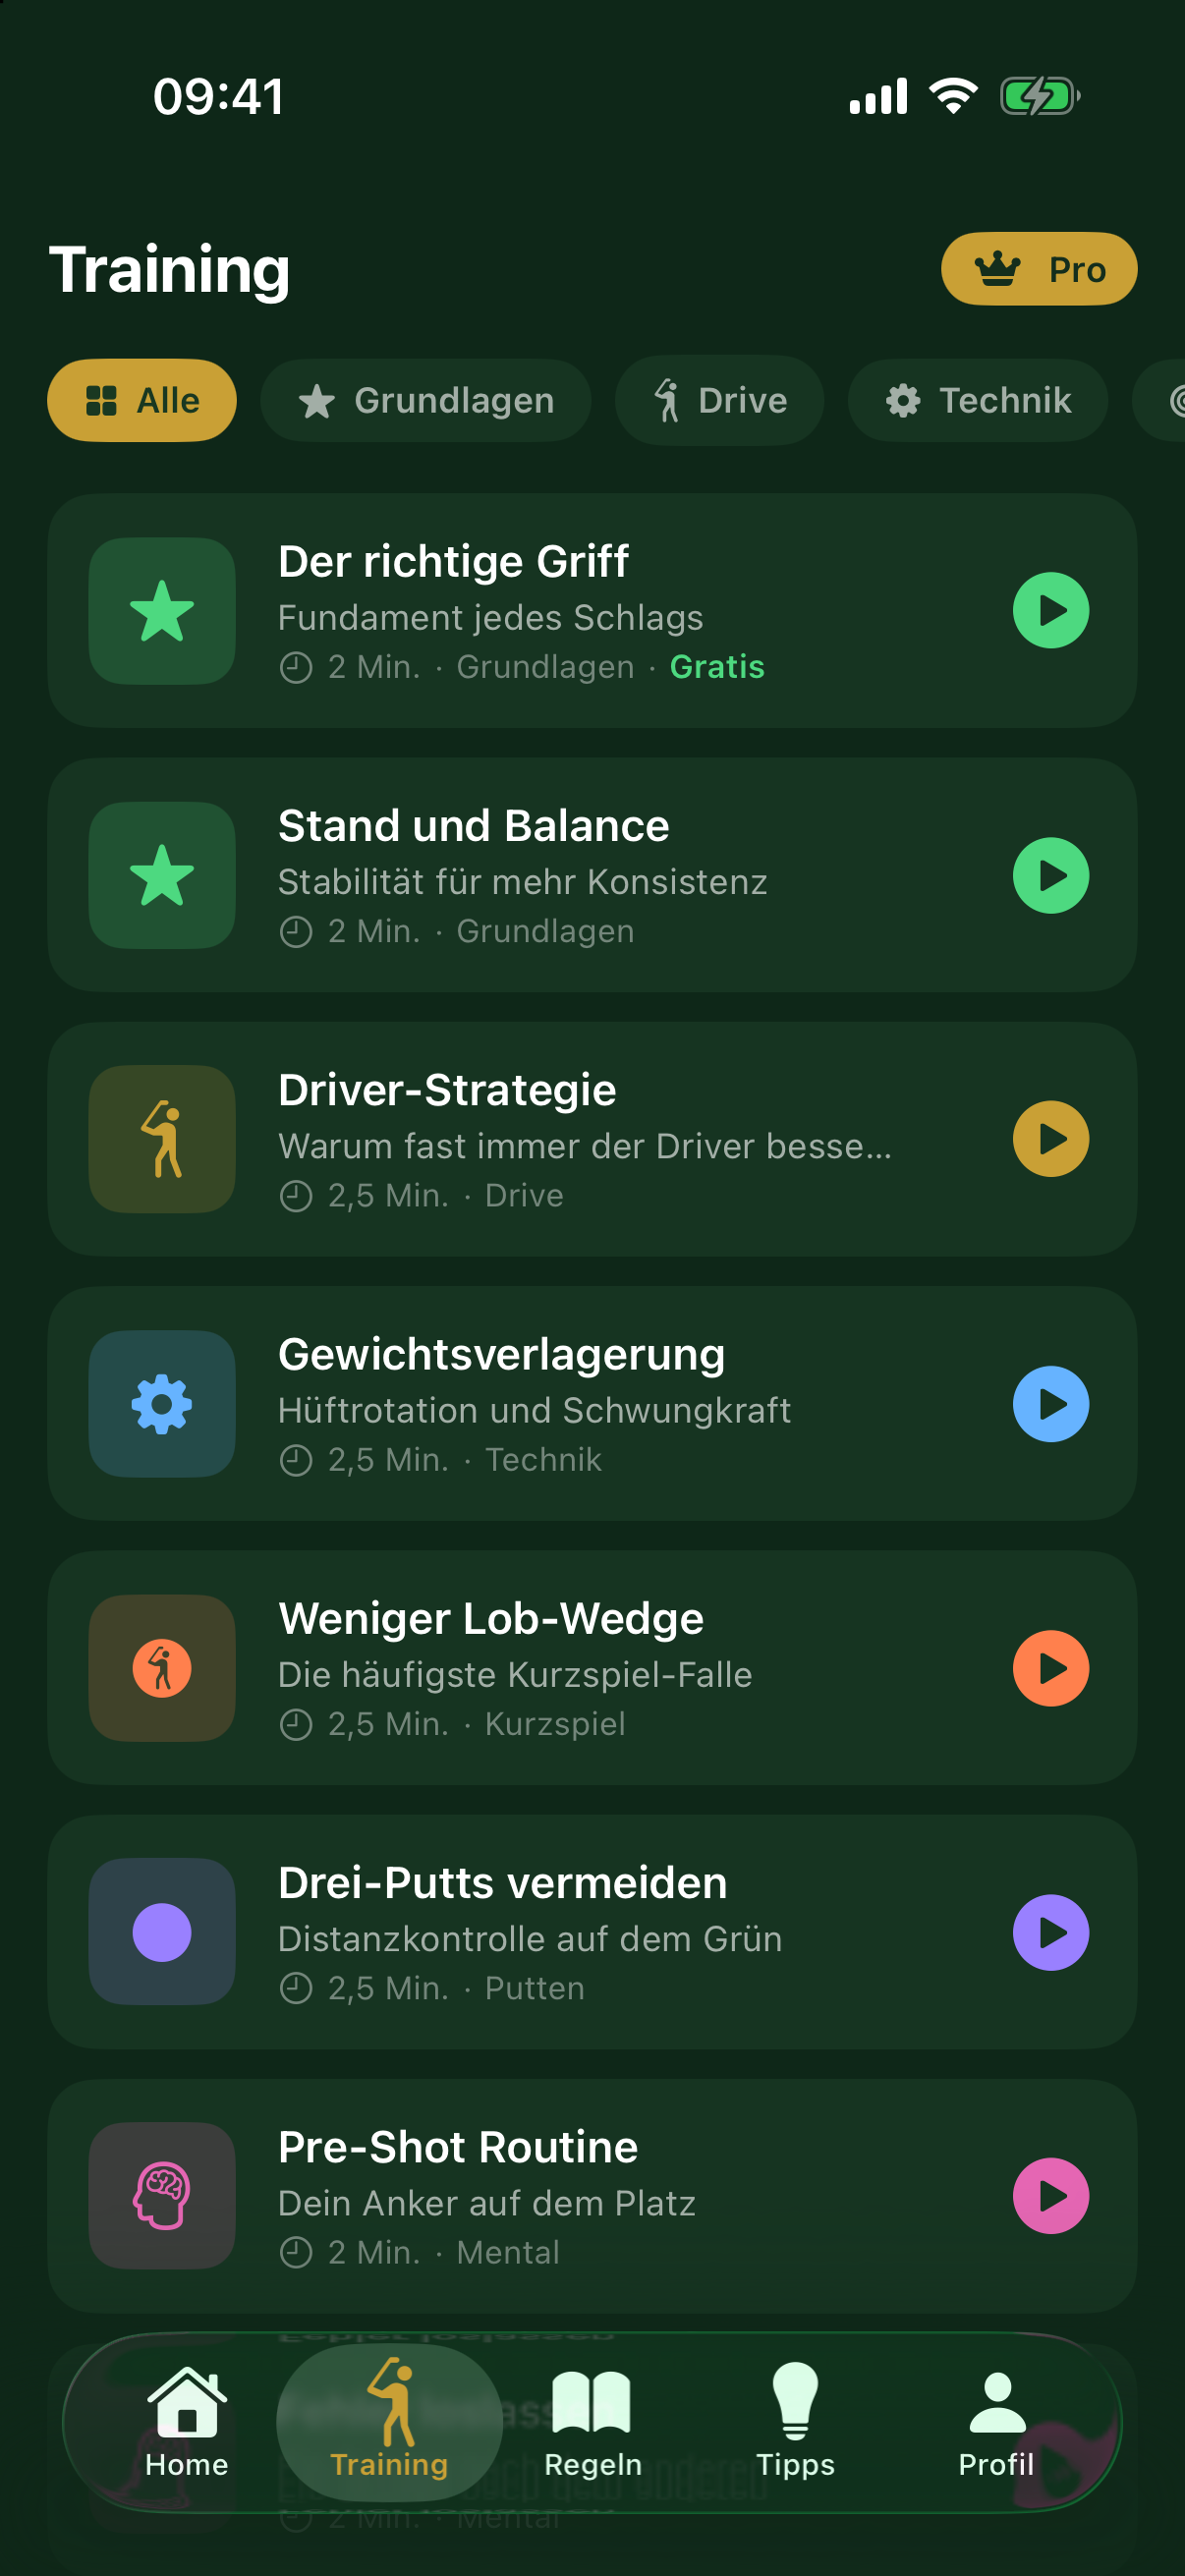 09:41
Training
Pro
Alle
Grundlagen
Drive
Technik
Der richtige Griff
Fundament jedes Schlags
2 Min. · Grundlagen · Gratis
Stand und Balance
Stabilität für mehr Konsistenz
2 Min. · Grundlagen
Driver-Strategie
Warum fast immer der Driver besse...
2,5 Min. · Drive
Gewichtsverlagerung
Hüftrotation und Schwungkraft
2,5 Min. · Technik
Weniger Lob-Wedge
Die häufigste Kurzspiel-Falle
2,5 Min. · Kurzspiel
Drei-Putts vermeiden
Distanzkontrolle auf dem Grün
2,5 Min. · Putten
Pre-Shot Routine
Dein Anker auf dem Platz
2 Min. · Mental
Home
Training
Regeln
Tipps
Profil
2 Min. · Mental